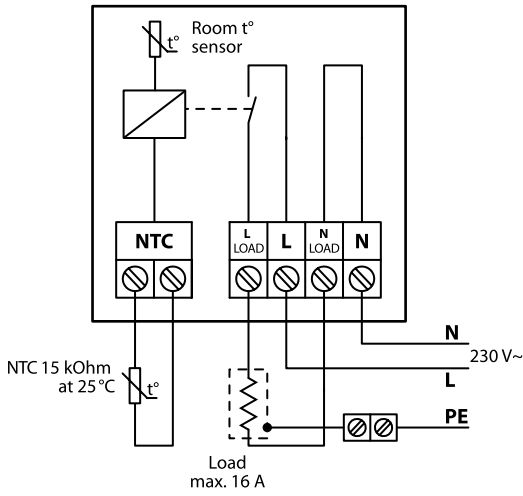 Room t°
sensor
t°
NTC
L
LOAD
L
N
LOAD
N
N
230 V~
L
NTC 15 kOhm
at 25 °C
t°
PE
Load
max. 16 A